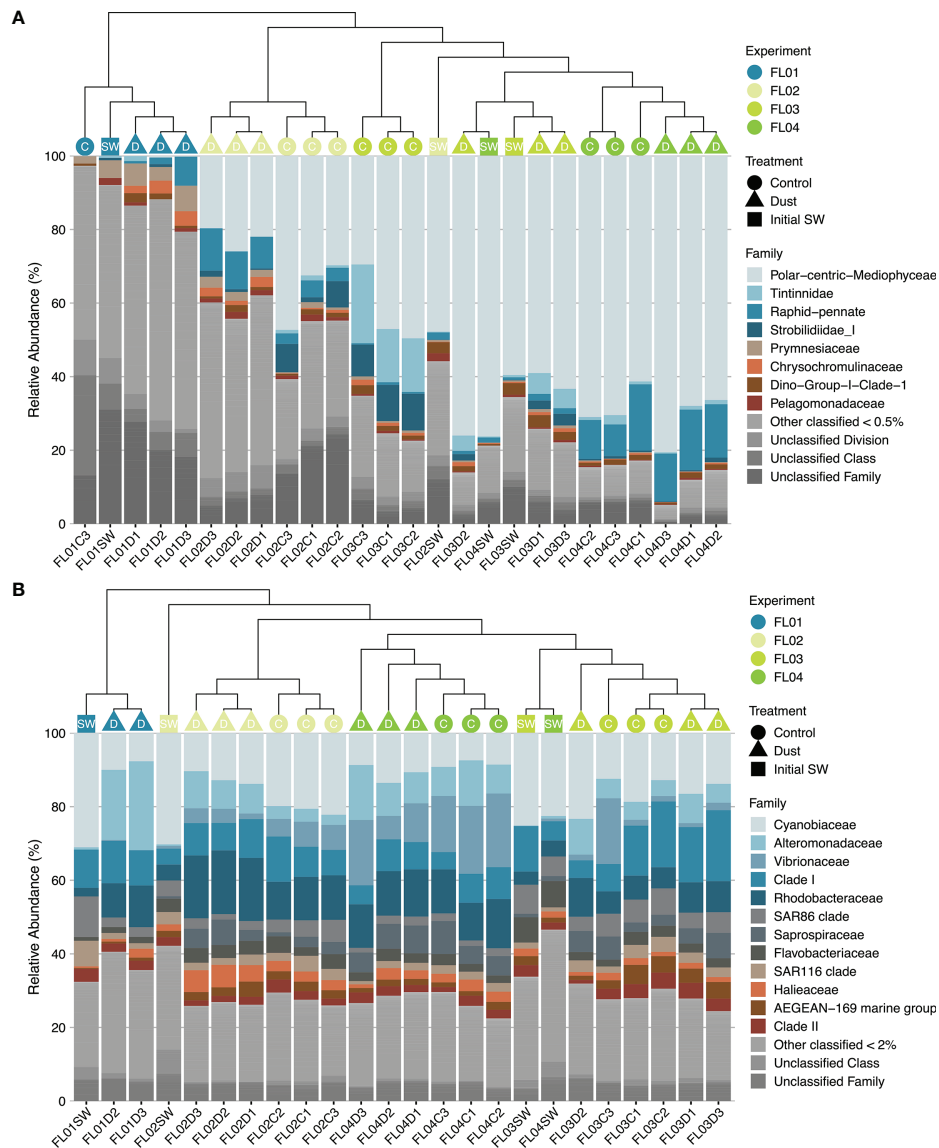 A
Experiment
FL01
FL02
FL03
FL04
C SW D D D D D D C C C C C C SW D SW SW D D C C C D D D
Treatment
Control
Dust
Initial SW
Family
Polar−centric−Mediophyceae
Tintinnidae
Raphid−pennate
Strobilidiidae_I
Prymnesiaceae
Chrysochromulinaceae
Dino−Group−I−Clade−1
Pelagomonadaceae
Other classified < 0.5%
Unclassified Division
Unclassified Class
Unclassified Family
Relative Abundance (%)
100
80
60
40
20
0
FL01C3 FL01SW FL01D1 FL01D2 FL01D3 FL02D3 FL02D2 FL02D1 FL02C3 FL02C1 FL02C2 FL03C3 FL03C1 FL03C2 FL02SW FL03D2 FL04SW FL03SW FL03D1 FL03D3 FL04C2 FL04C3 FL04C1 FL04D3 FL04D1 FL04D2
B
Experiment
FL01
FL02
FL03
FL04
SW D D SW D D D C C C D D D C C C SW SW D C C C D D
Treatment
Control
Dust
Initial SW
Family
Cyanobiaceae
Alteromonadaceae
Vibrionaceae
Clade I
Rhodobacteraceae
SAR86 clade
Saprospiraceae
Flavobacteriaceae
SAR116 clade
Halieaceae
AEGEAN−169 marine group
Clade II
Other classified < 2%
Unclassified Class
Unclassified Family
Relative Abundance (%)
100
80
60
40
20
0
FL01SW FL01D2 FL01D3 FL02SW FL02D3 FL02D2 FL02D1 FL02C2 FL02C1 FL02C3 FL04D3 FL04D2 FL04D1 FL04C3 FL04C1 FL04C2 FL03SW FL04SW FL03D2 FL03C3 FL03C1 FL03C2 FL03D1 FL03D3